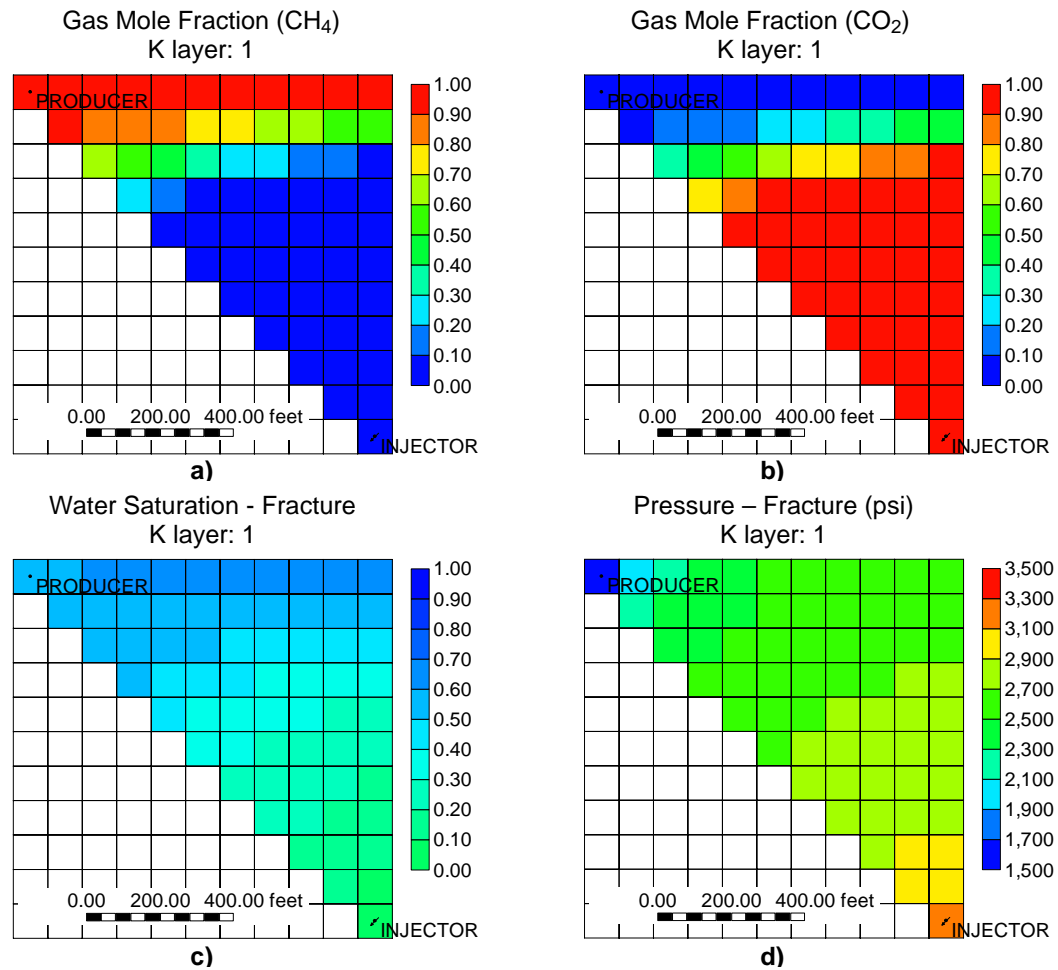 Gas Mole Fraction (CH₄)
K layer: 1
PRODUCER
1.00
0.90
0.80
0.70
0.60
0.50
0.40
0.30
0.20
0.10
0.00
0.00 200.00 400.00 feet
INJECTOR
a)
Gas Mole Fraction (CO₂)
K layer: 1
PRODUCER
1.00
0.90
0.80
0.70
0.60
0.50
0.40
0.30
0.20
0.10
0.00
0.00 200.00 400.00 feet
INJECTOR
b)
Water Saturation - Fracture
K layer: 1
PRODUCER
1.00
0.90
0.80
0.70
0.60
0.50
0.40
0.30
0.20
0.10
0.00
0.00 200.00 400.00 feet
INJECTOR
c)
Pressure – Fracture (psi)
K layer: 1
PRODUCER
3,500
3,300
3,100
2,900
2,700
2,500
2,300
2,100
1,900
1,700
1,500
0.00 200.00 400.00 feet
INJECTOR
d)